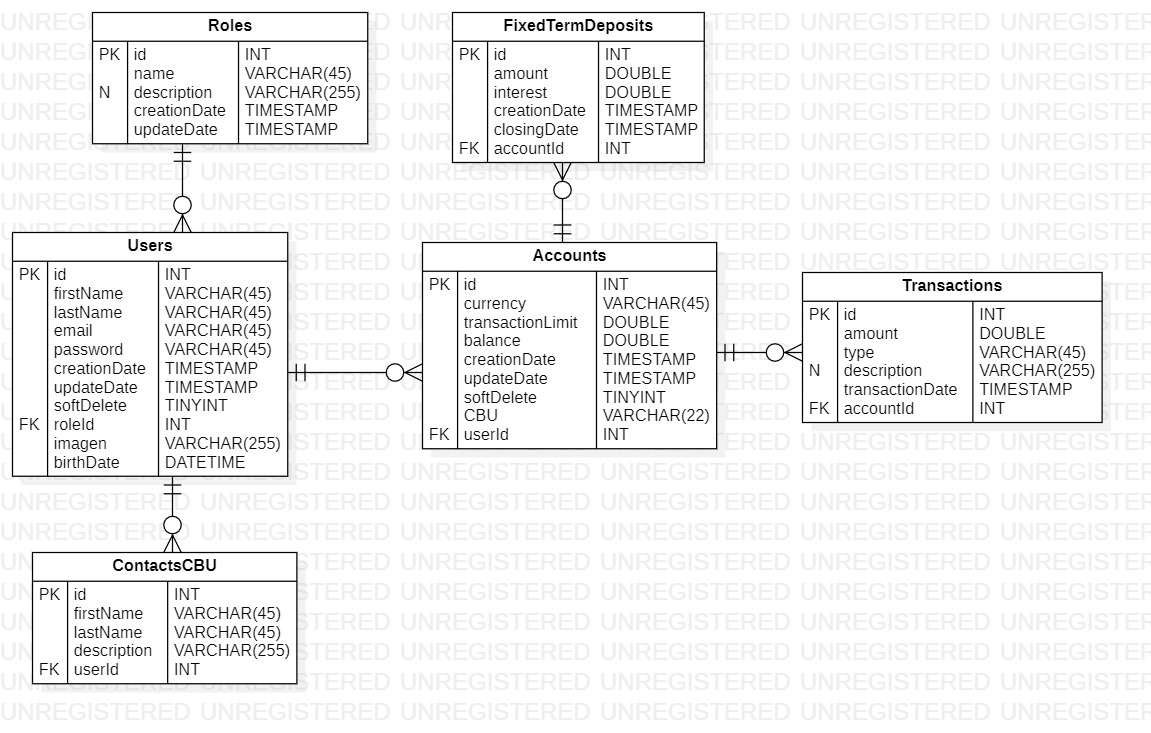 Roles
PK id INT
name VARCHAR(45)
N description VARCHAR(255)
creationDate TIMESTAMP
updateDate TIMESTAMP
FixedTermDeposits
PK id INT
amount DOUBLE
interest DOUBLE
creationDate TIMESTAMP
closingDate TIMESTAMP
FK accountId INT
Users
PK id INT
firstName VARCHAR(45)
lastName VARCHAR(45)
email VARCHAR(45)
password VARCHAR(45)
creationDate TIMESTAMP
updateDate TIMESTAMP
softDelete TINYINT
FK roleId INT
imagen VARCHAR(255)
birthDate DATETIME
Accounts
PK id INT
currency VARCHAR(45)
transactionLimit DOUBLE
balance DOUBLE
creationDate TIMESTAMP
updateDate TIMESTAMP
softDelete TINYINT
CBU VARCHAR(22)
FK userId INT
Transactions
PK id INT
amount DOUBLE
type VARCHAR(45)
N description VARCHAR(255)
transactionDate TIMESTAMP
FK accountId INT
ContactsCBU
PK id INT
firstName VARCHAR(45)
lastName VARCHAR(45)
description VARCHAR(255)
FK userId INT
UNREGISTERED UNREGISTERED UNREGISTERED UNREGISTERED UNREGISTERED UNREGISTER